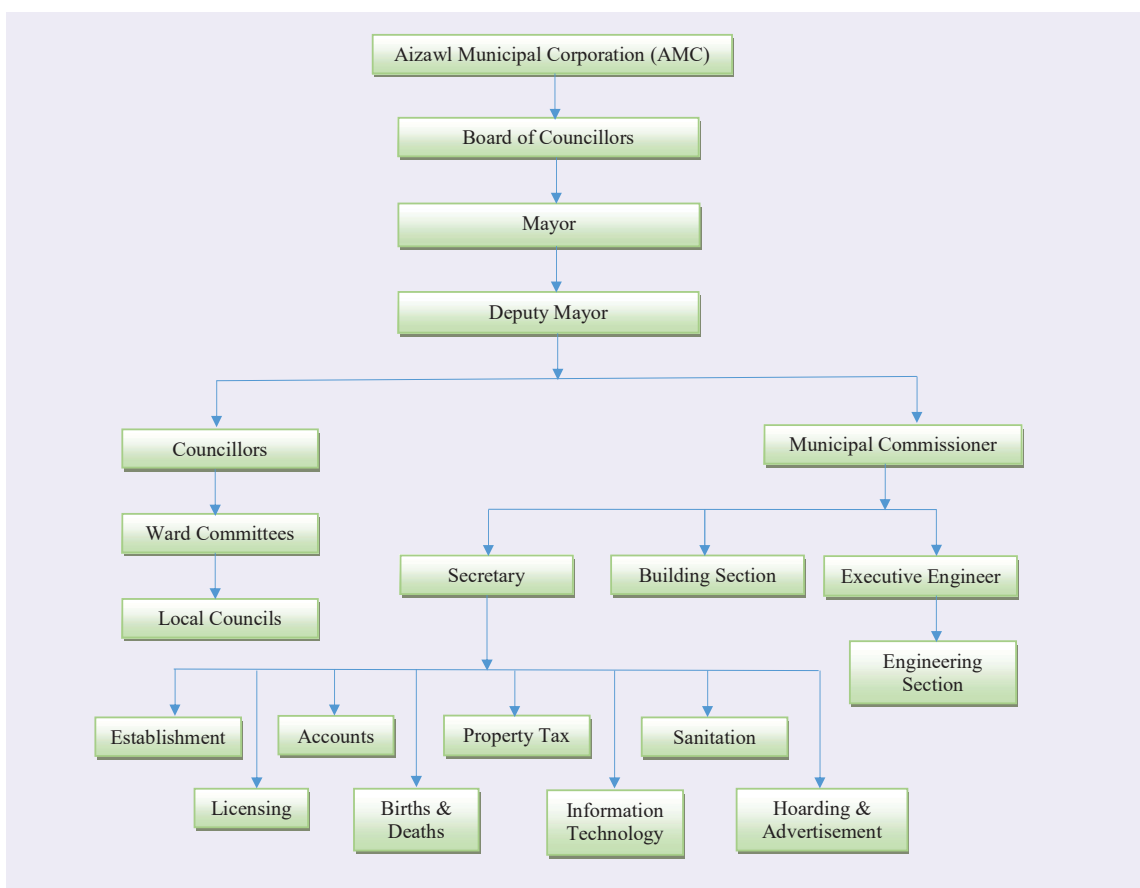 Aizawl Municipal Corporation (AMC)
Board of Councillors
Mayor
Deputy Mayor
Councillors
Municipal Commissioner
Ward Committees
Secretary
Building Section
Executive Engineer
Local Councils
Engineering
Section
Establishment
Accounts
Property Tax
Sanitation
Licensing
Births &
Deaths
Information
Technology
Hoarding &
Advertisement